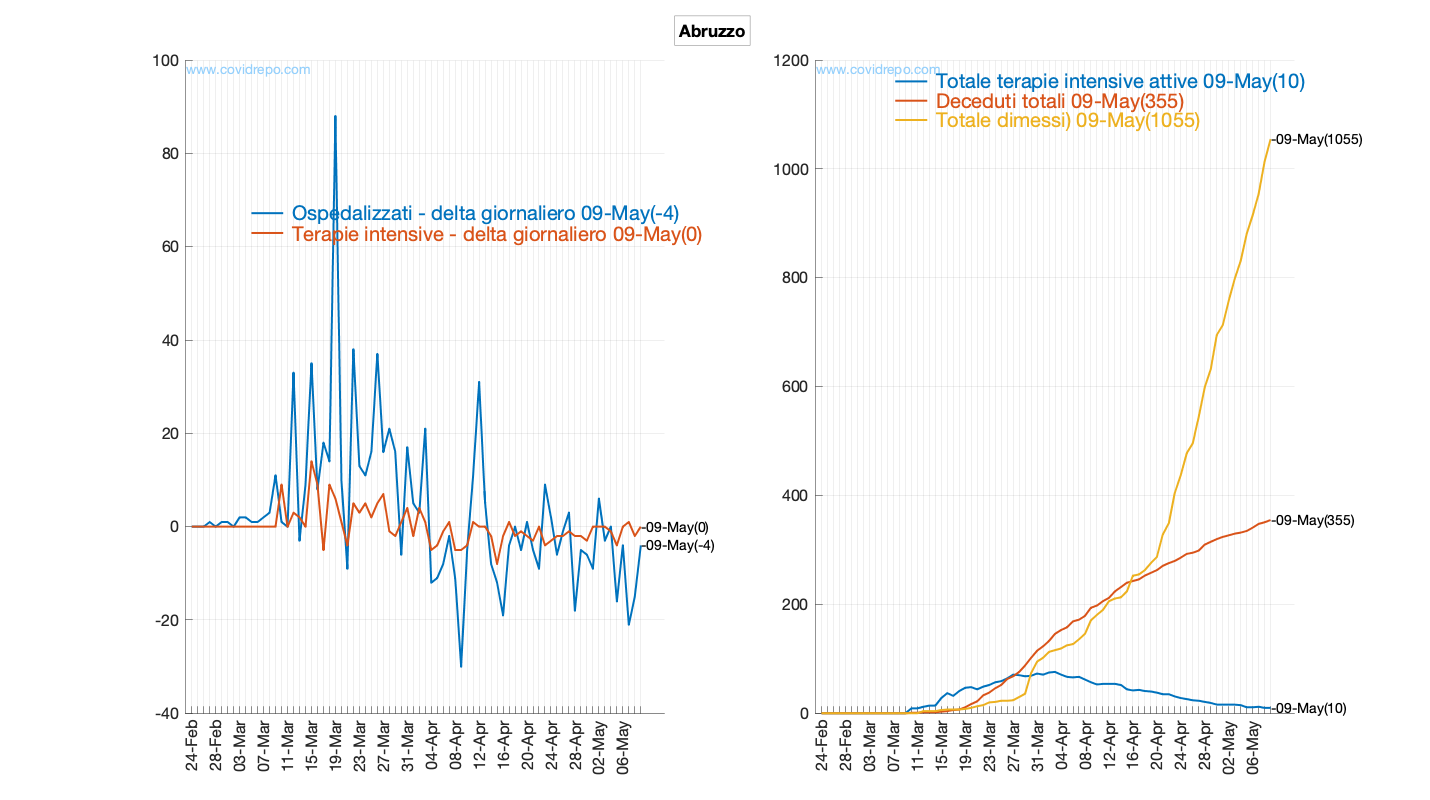 Abruzzo
www.covidrepo.com
Ospedalizzati - delta giornaliero 09-May(-4)
Terapie intensive - delta giornaliero 09-May(0)
100
80
60
40
20
0
-20
-40
-09-May(0)
-09-May(-4)
24-Feb
28-Feb
03-Mar
07-Mar
11-Mar
15-Mar
19-Mar
23-Mar
27-Mar
31-Mar
04-Apr
08-Apr
12-Apr
16-Apr
20-Apr
24-Apr
28-Apr
02-May
06-May
www.covidrepo.com
Totale terapie intensive attive 09-May(10)
Deceduti totali 09-May(355)
Totale dimessi) 09-May(1055)
1200
1000
800
600
400
200
0
-09-May(1055)
-09-May(355)
-09-May(10)
24-Feb
28-Feb
03-Mar
07-Mar
11-Mar
15-Mar
19-Mar
23-Mar
27-Mar
31-Mar
04-Apr
08-Apr
12-Apr
16-Apr
20-Apr
24-Apr
28-Apr
02-May
06-May